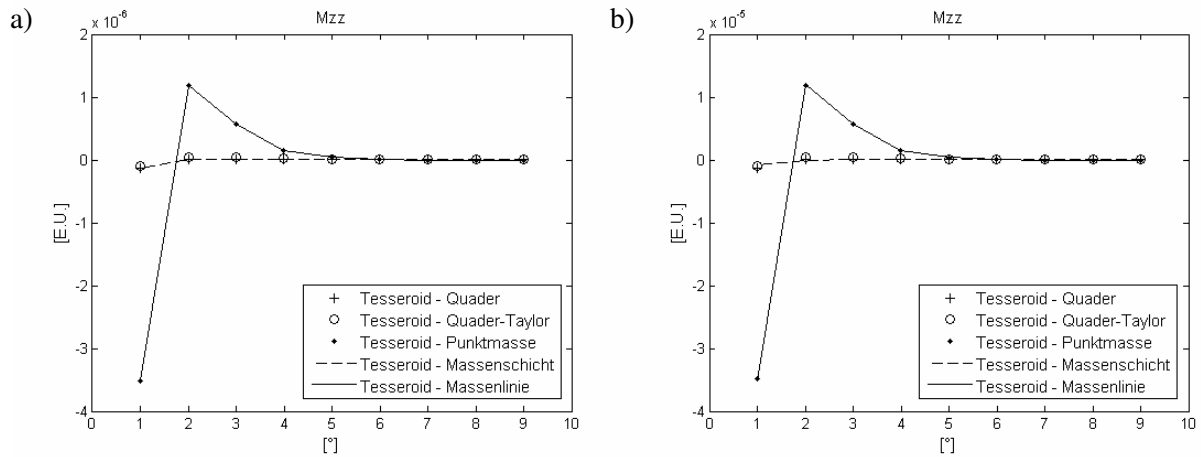 a)
x 10⁻⁶
Mzz
2
1
0
-1
-2
-3
-4
[E.U.]
0 1 2 3 4 5 6 7 8 9 10
[°]
Tesseroid - Quader
Tesseroid - Quader-Taylor
Tesseroid - Punktmasse
Tesseroid - Massenschicht
Tesseroid - Massenlinie
b)
x 10⁻⁵
Mzz
2
1
0
-1
-2
-3
-4
[E.U.]
0 1 2 3 4 5 6 7 8 9 10
[°]
Tesseroid - Quader
Tesseroid - Quader-Taylor
Tesseroid - Punktmasse
Tesseroid - Massenschicht
Tesseroid - Massenlinie